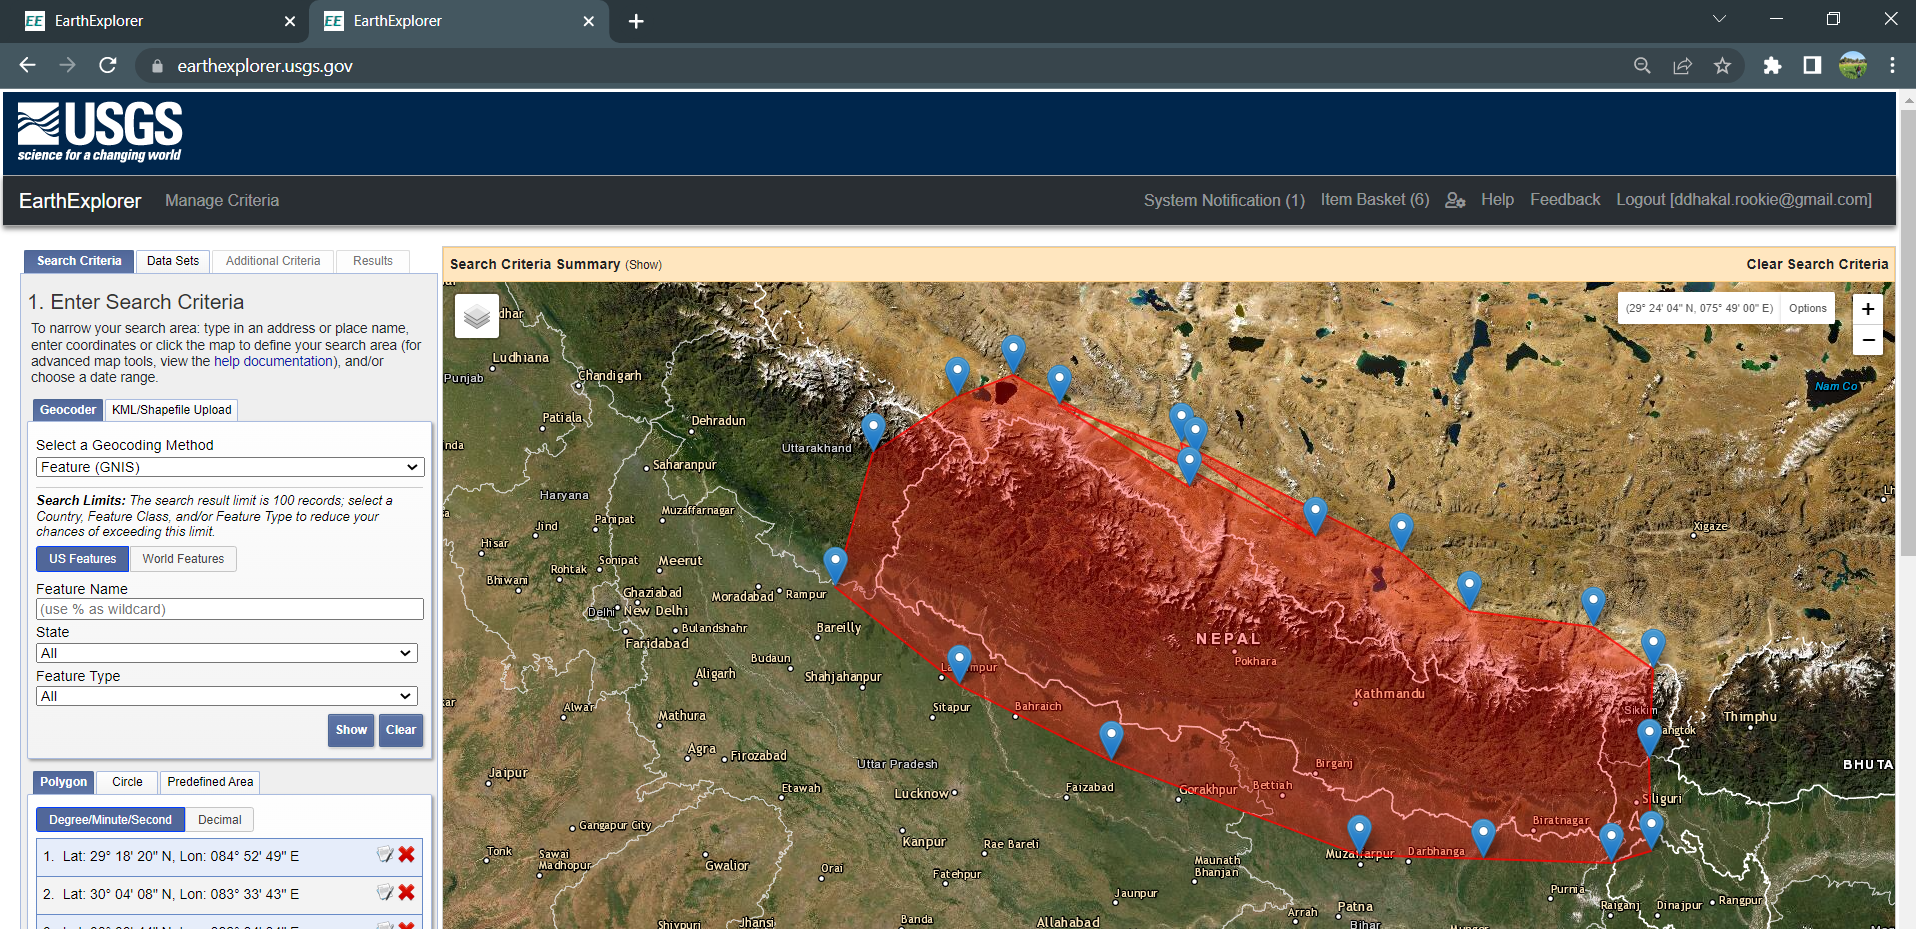 EarthExplorer
EarthExplorer
earthexplorer.usgs.gov
USGS
science for a changing world
EarthExplorer
Manage Criteria
System Notification (1)
Item Basket (6)
Help
Feedback
Logout [ddhakal.rookie@gmail.com]
Search Criteria
Data Sets
Additional Criteria
Results
1. Enter Search Criteria
To narrow your search area: type in an address or place name,
enter coordinates or click the map to define your search area (for
advanced map tools, view the help documentation), and/or
choose a date range.
Geocoder
KML/Shapefile Upload
Select a Geocoding Method
Feature (GNIS)
Search Limits: The search result limit is 100 records; select a
Country, Feature Class, and/or Feature Type to reduce your
chances of exceeding this limit.
US Features
World Features
Feature Name
(use % as wildcard)
State
All
Feature Type
All
Show
Clear
Polygon
Circle
Predefined Area
Degree/Minute/Second
Decimal
1. Lat: 29° 18' 20" N, Lon: 084° 52' 49" E
2. Lat: 30° 04' 08" N, Lon: 083° 33' 43" E
Search Criteria Summary (Show)
Clear Search Criteria
(29° 24' 04" N, 075° 49' 00" E)
Options
+
−
Ludhiana
Punjab
Chandigarh
Nam Co
Patiala
Dehradun
Uttarakhand
Saharanpur
Haryana
Muzaffarnagar
Panipat
Jind
Xigaze
Hisar
Sonipat
Meerut
Rohtak
Bhiwani
Ghaziabad
Moradabad
Rampur
Delhi
New Delhi
Bulandshahr
Bareilly
Faridabad
NEPAL
Pokhara
Budaun
Aligarh
Shahjahanpur
Kathmandu
Alwar
Mathura
Sitapur
Bahraich
Sikkim
Thimphu
Agra
Firozabad
Uttar Pradesh
Birganj
BHUTA
Jaipur
Etawah
Lucknow
Faizabad
Gorakhpur
Bettiah
Siliguri
Gangapur City
Biratnagar
Kanpur
Rae Bareli
Tonk
Sawai
Madhopur
Gwalior
Orai
Fatehpur
Maunath
Bhanjan
Darbhanga
Jaunpur
Purnia
Patna
Arrah
Raiganj
Dinajpur
Rangpur
Shivpuri
Jhansi
Banda
Allahabad
Bihar